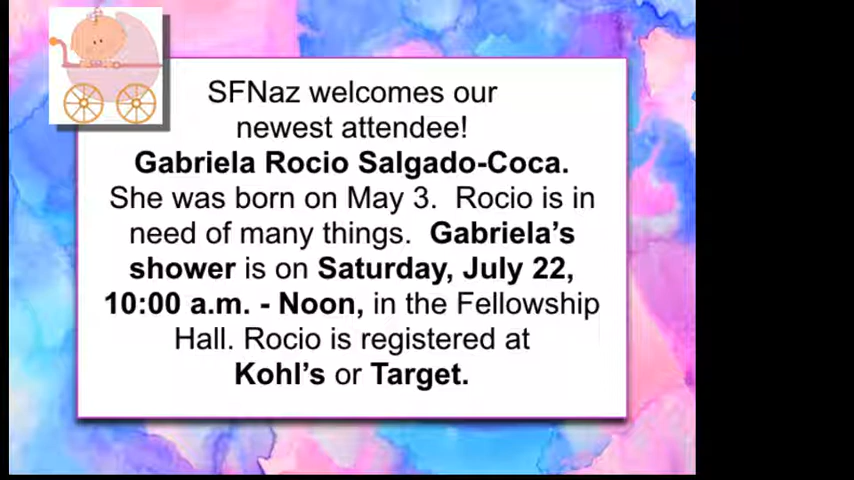 SFNaz welcomes our
newest attendee!
Gabriela Rocio Salgado-Coca.
She was born on May 3.  Rocio is in
need of many things.  Gabriela’s
shower is on Saturday, July 22,
10:00 a.m. - Noon, in the Fellowship
Hall. Rocio is registered at
Kohl’s or Target.